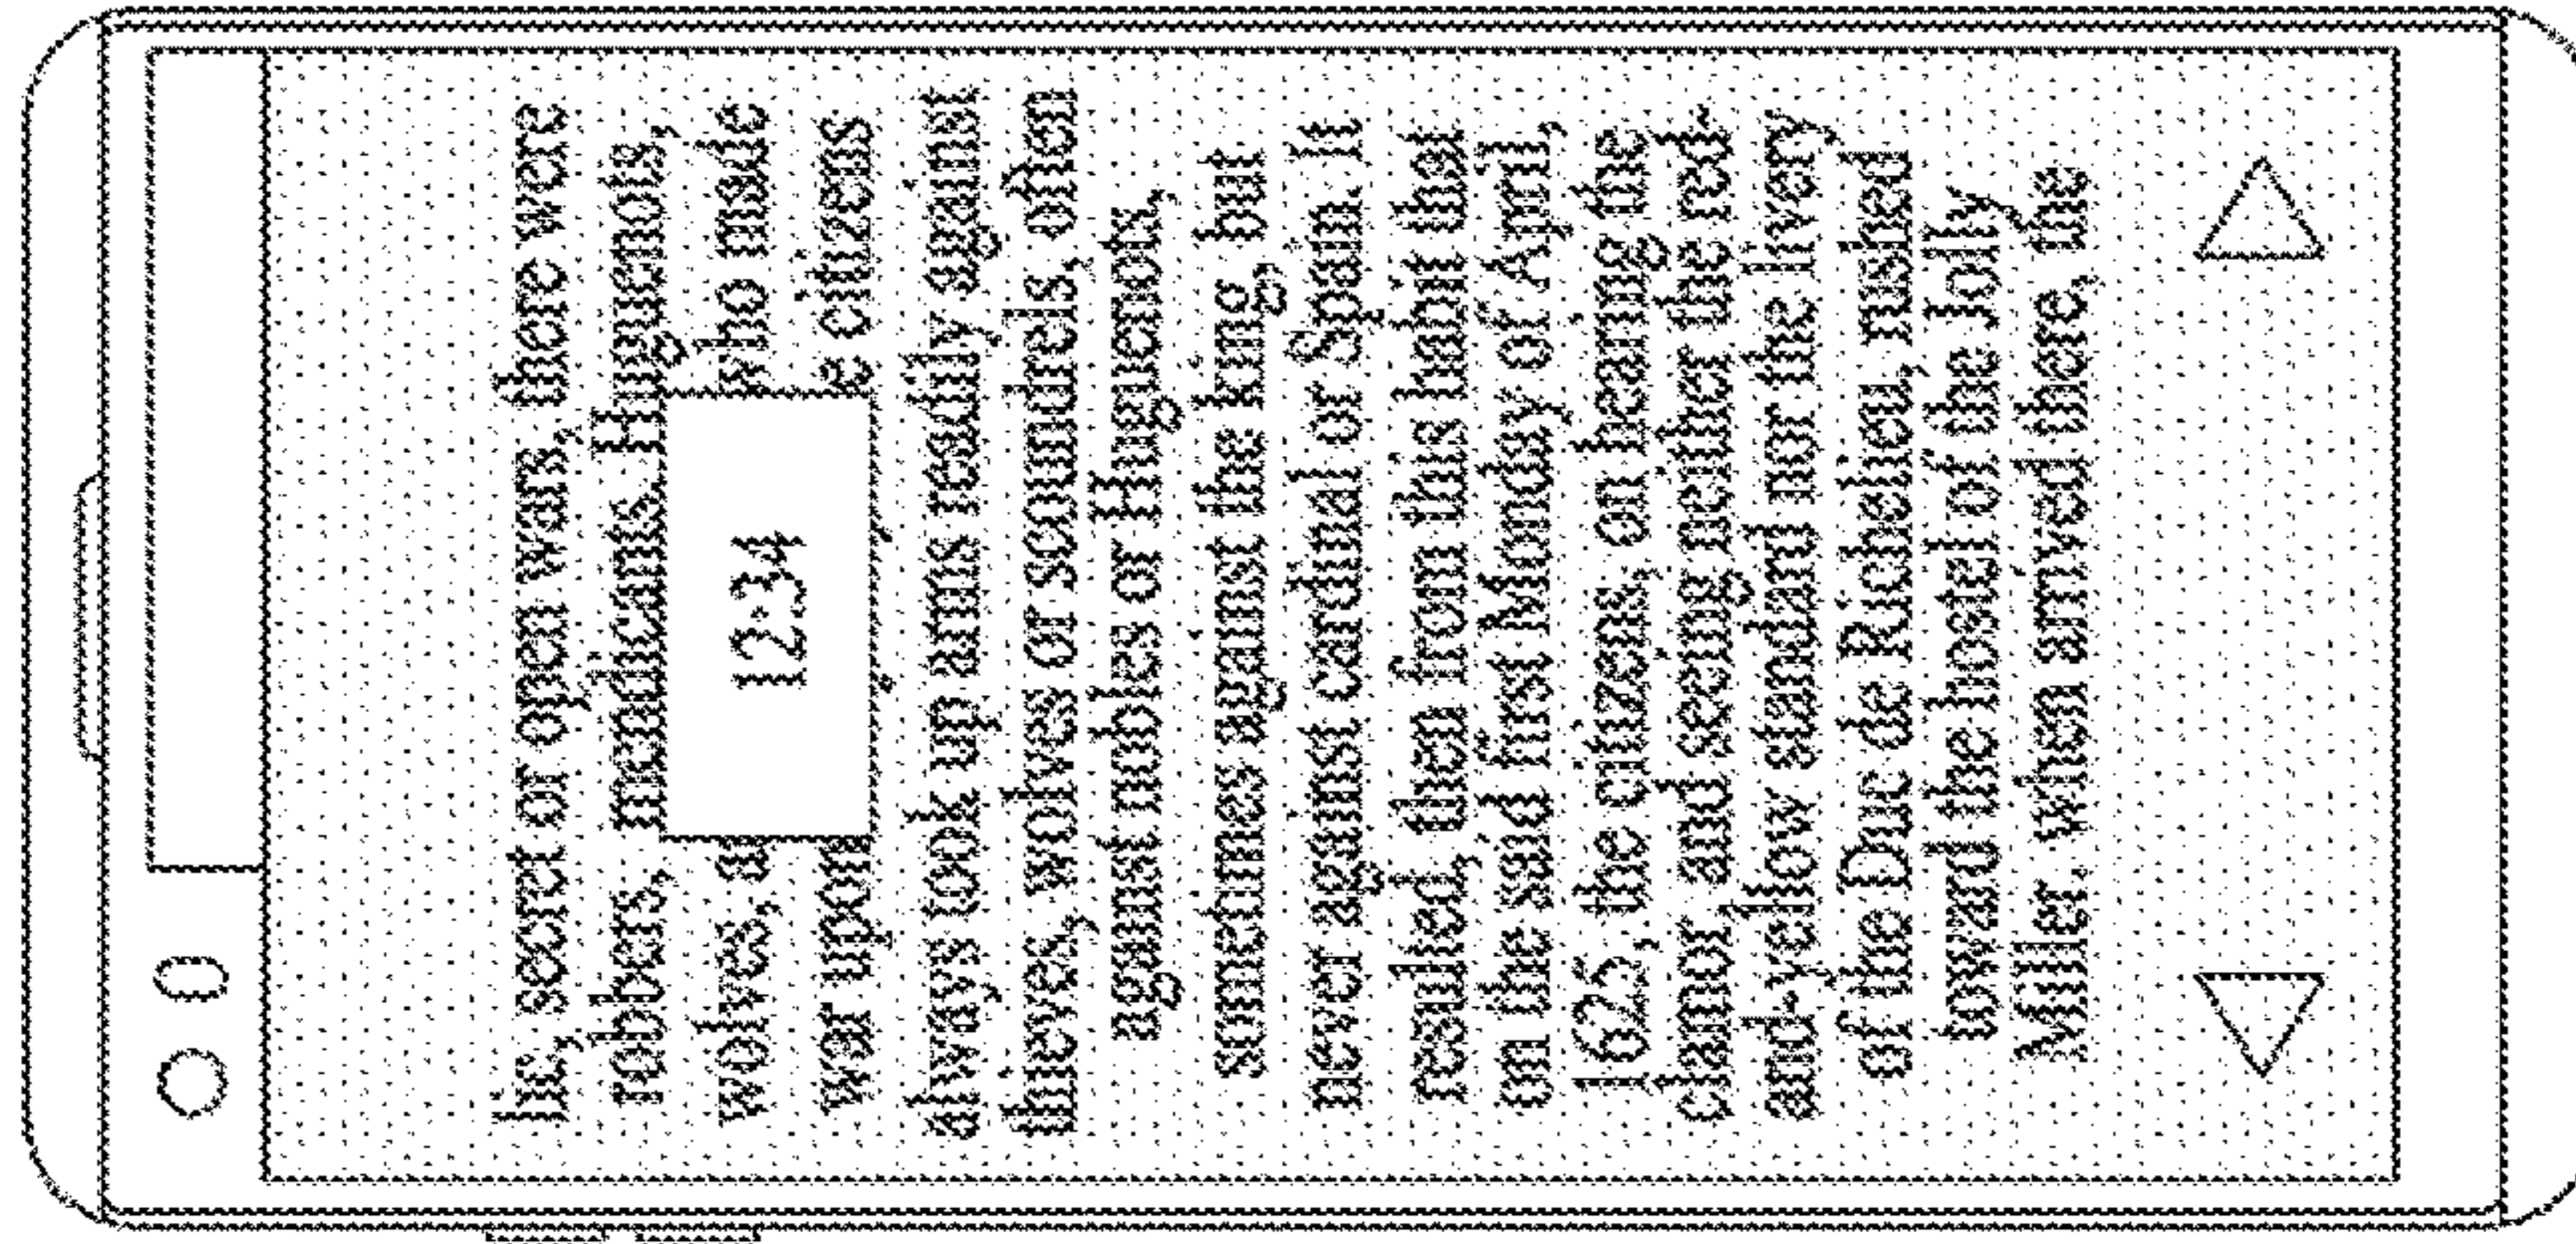 lic, secret or open wars, there were
robbers, mendicants, Huguenots,
wolves, a who made
war upon e citizens
12:34
always took up arms readily against
thieves, wolves or scoundrels, often
against nobles or Huguenots,
sometimes against the king, but
never against cardinal or Spain. It
resulted, then from this habit that
on the said first Monday of April,
1625, the citizens, on hearing the
clamor, and seeing neither the red-
and-yellow standard nor the livery
of the Duc de Richelieu, rushed
toward the hostel of the Jolly
Miller. when arrived there, the